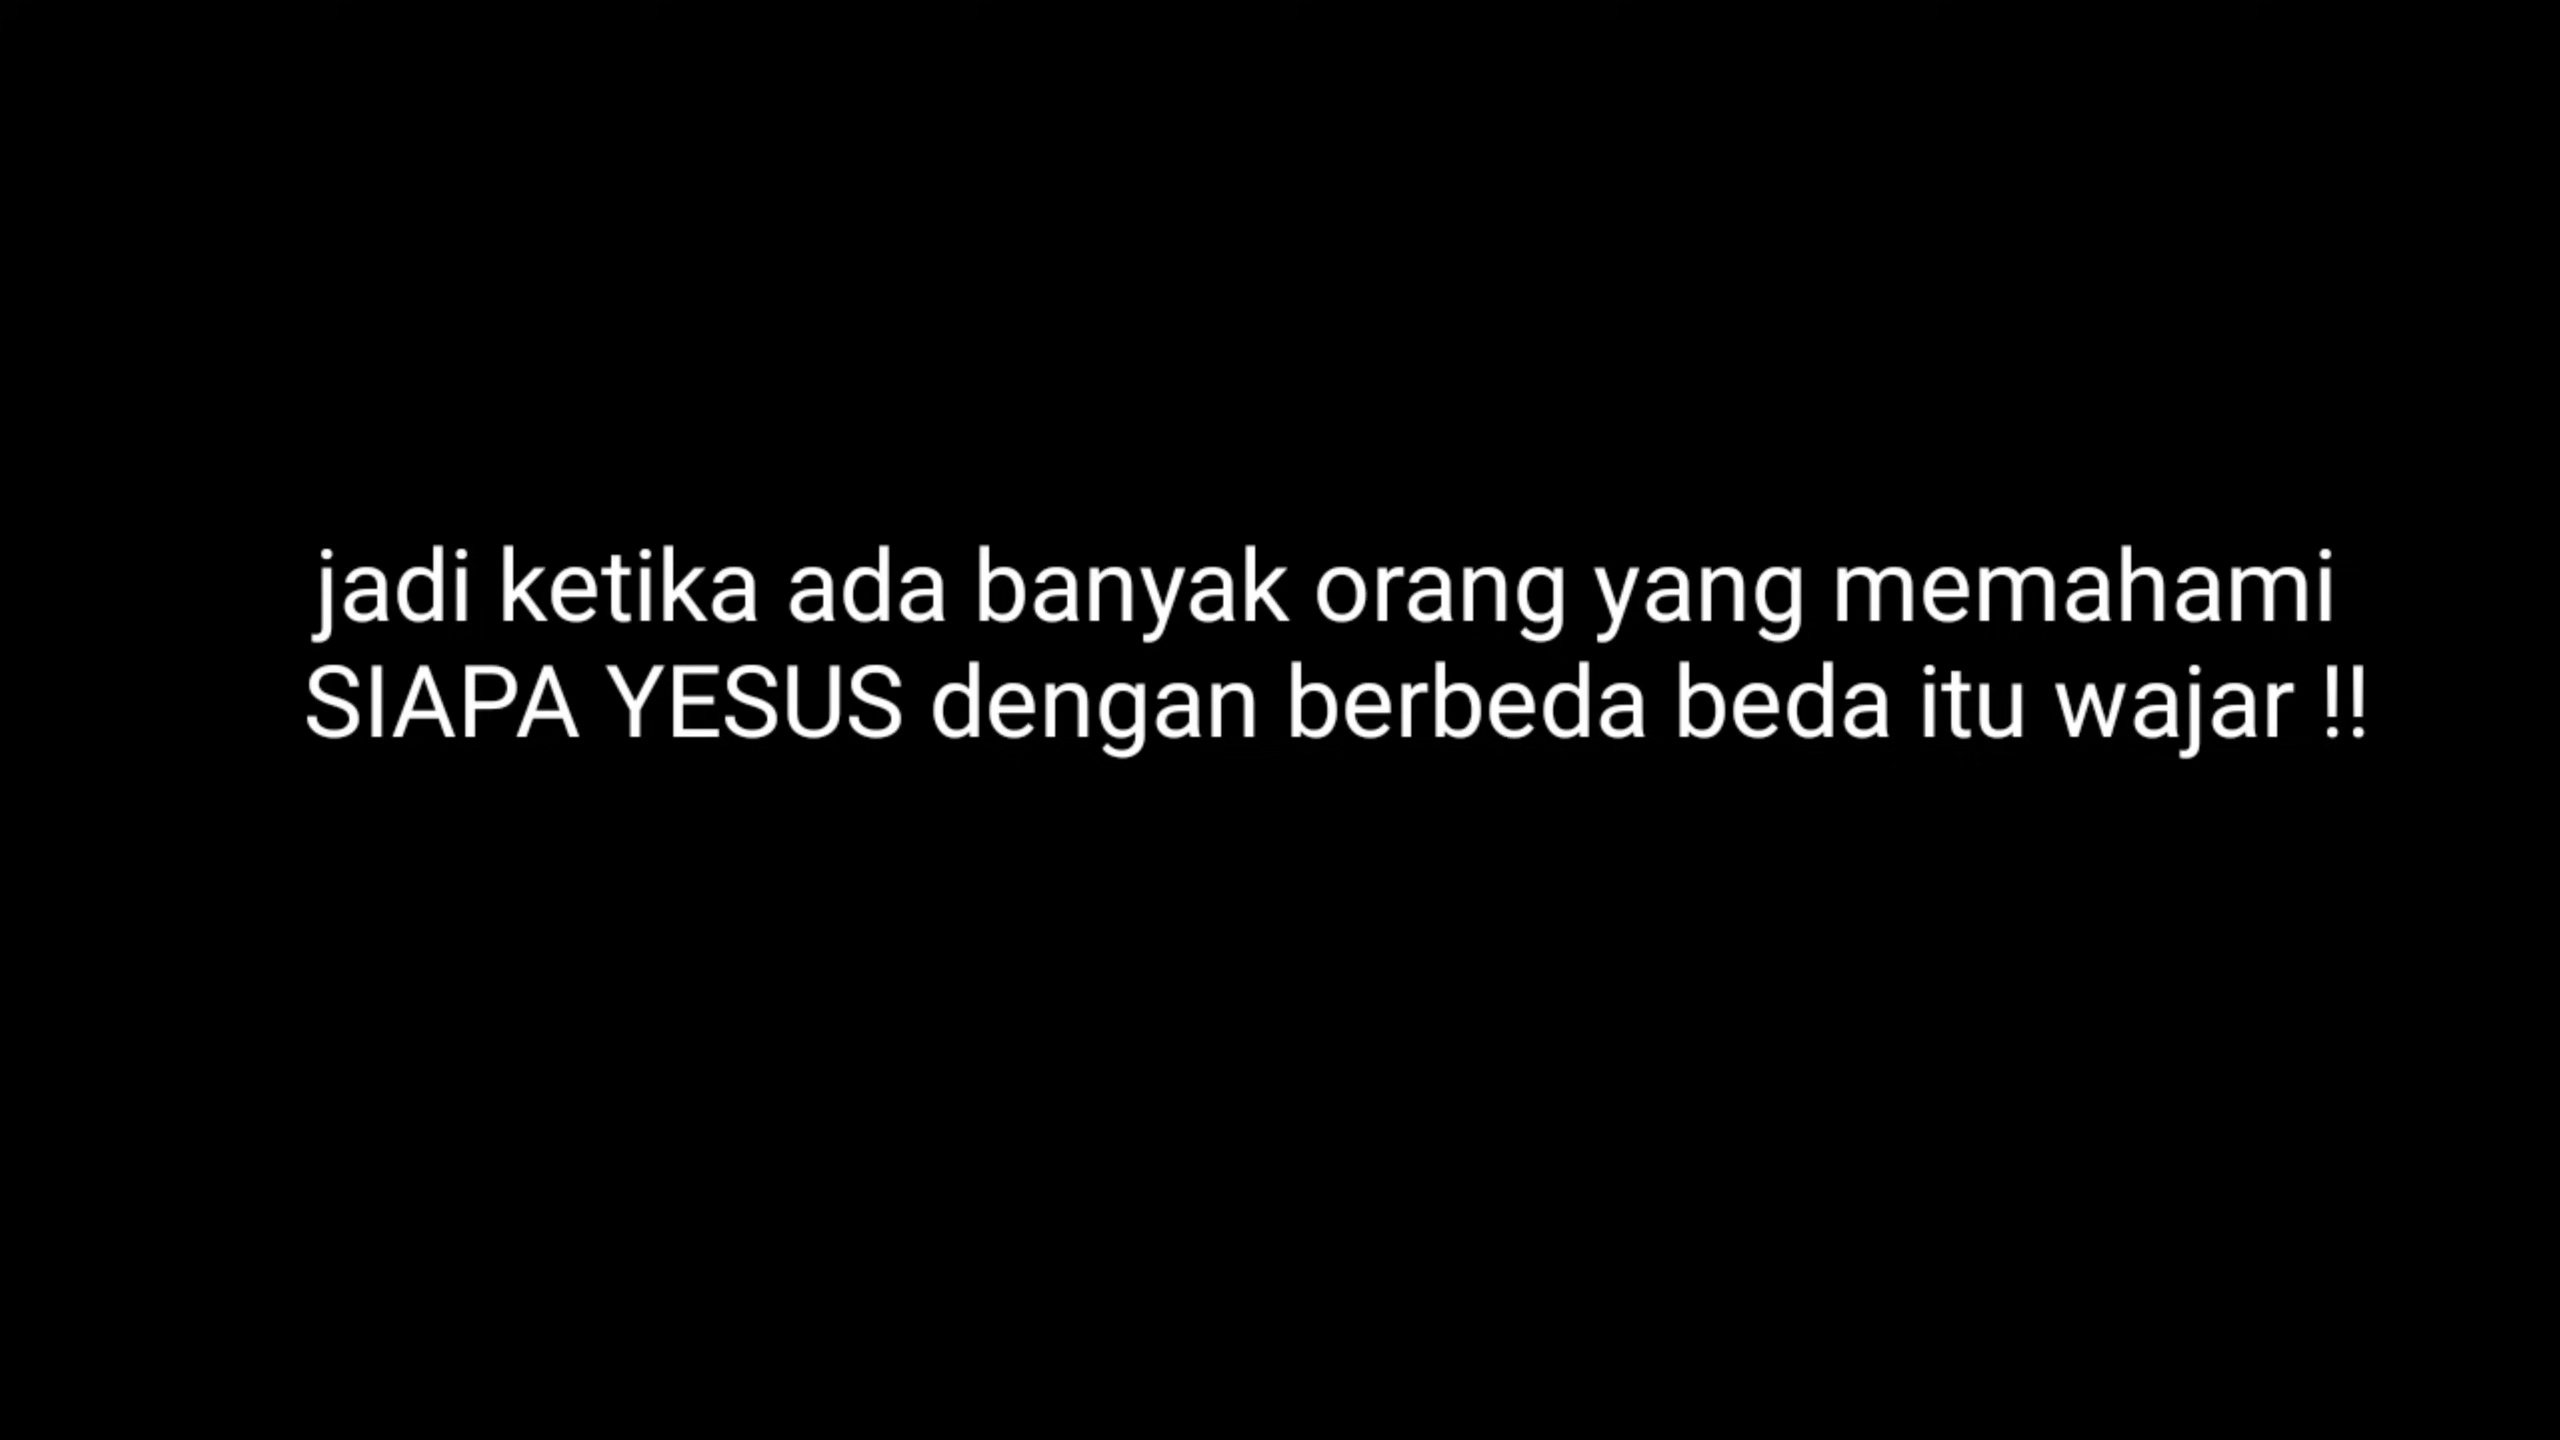 jadi ketika ada banyak orang yang memahami
SIAPA YESUS dengan berbeda beda itu wajar !!